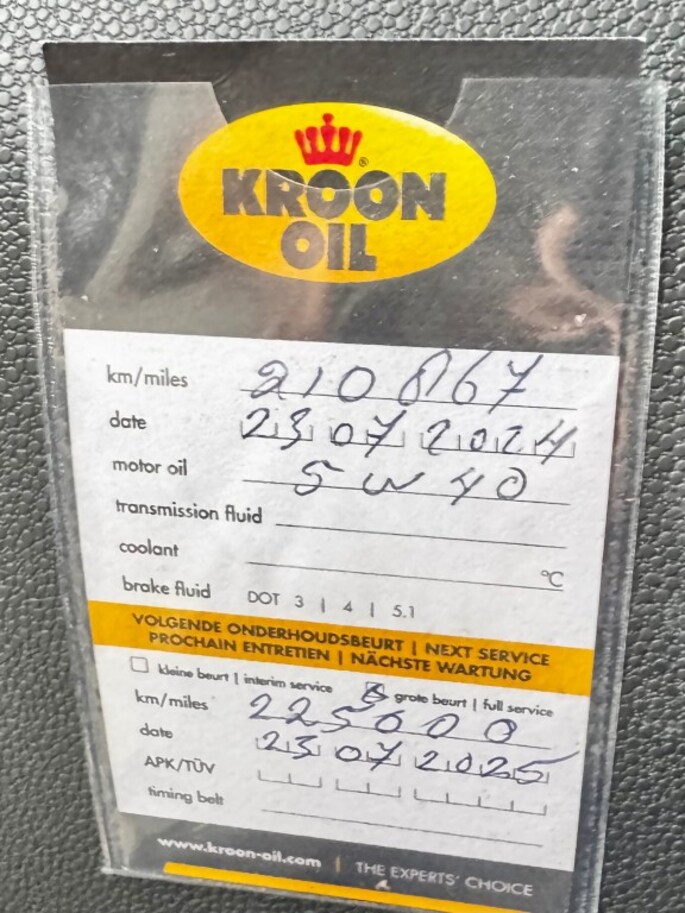 KROON
OIL
km/miles 210867
date 23 07 2024
motor oil 5w40
transmission fluid
coolant °C
brake fluid DOT 3 | 4 | 5.1
VOLGENDE ONDERHOUDSBEURT | NEXT SERVICE
PROCHAIN ENTRETIEN | NÄCHSTE WARTUNG
kleine beurt | interim service grote beurt | full service
km/miles 225000
date 23 07 2025
APK/TÜV
timing belt
www.kroon-oil.com | THE EXPERTS' CHOICE